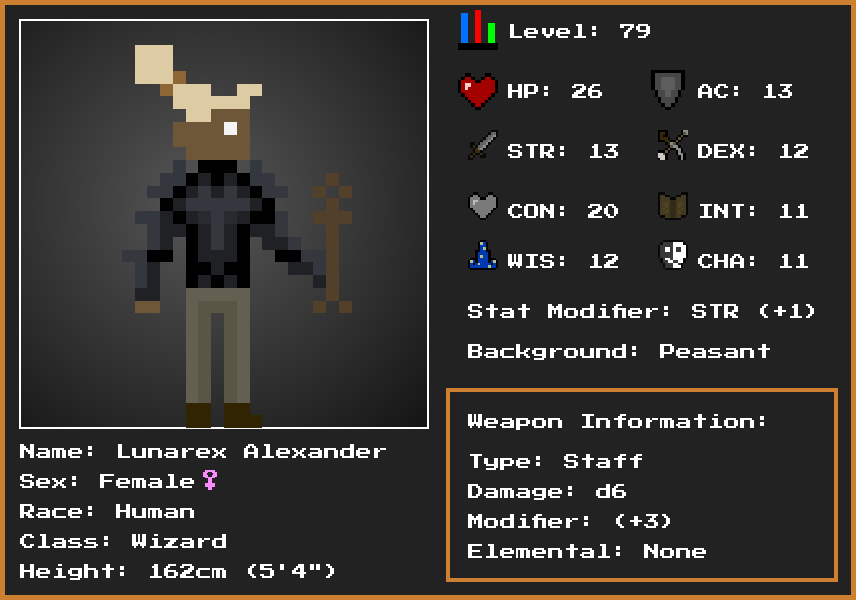 Level: 79
HP: 26 AC: 13
STR: 13 DEX: 12
CON: 20 INT: 11
WIS: 12 CHA: 11
Stat Modifier: STR (+1)
Background: Peasant
Weapon Information:
Type: Staff
Damage: d6
Modifier: (+3)
Elemental: None
Name: Lunarex Alexander
Sex: Female♀
Race: Human
Class: Wizard
Height: 162cm (5'4")